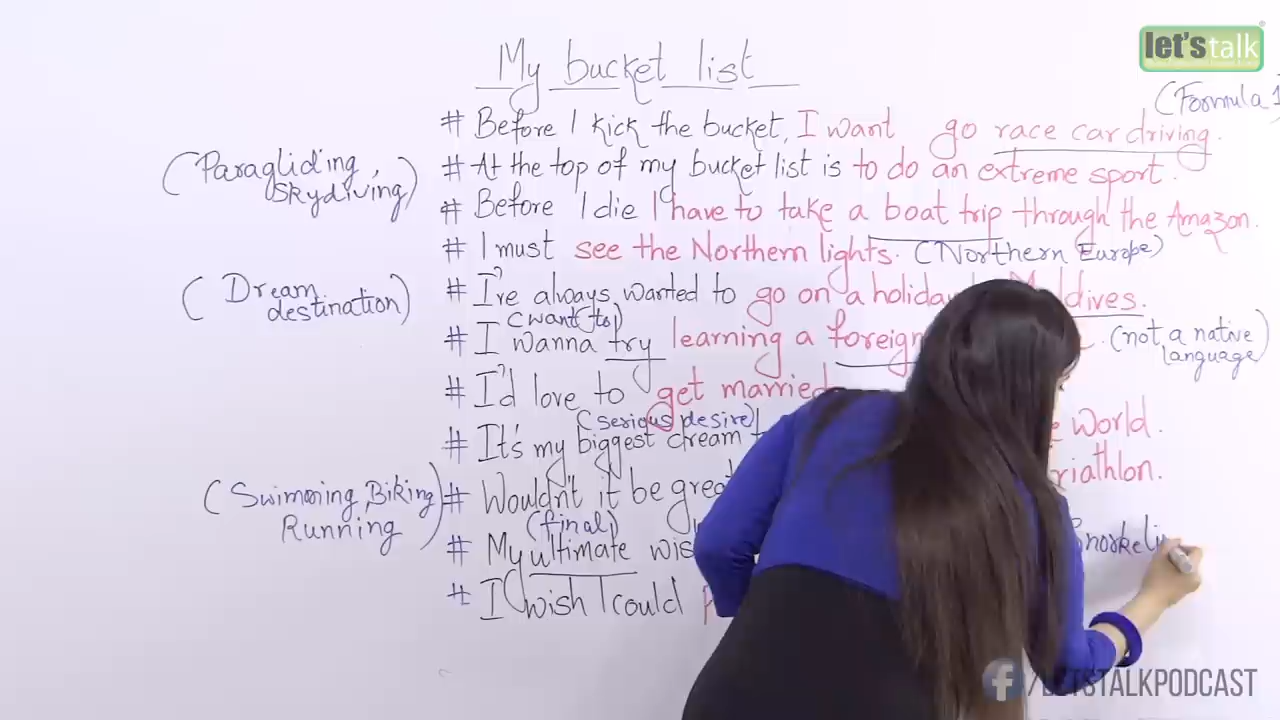 let's talk
My bucket list
(Formula 1
# Before I kick the bucket, I want go race car driving.
(Paragliding, Skydiving)
# At the top of my bucket list is to do an extreme sport.
# Before I die I have to take a boat trip through the Amazon.
# I must see the Northern lights. (Northern Europe)
(Dream destination)
# I've always wanted to go on a holiday
Maldives.
(want to)
# I wanna try learning a foreign
(not a native language)
# I'd love to get married
(serious desire)
# It's my biggest dream
World.
(Swimming, Biking, Running)
# Wouldn't it be great
(final)
# My ultimate
# I wish I could
/LETSTALKPODCAST